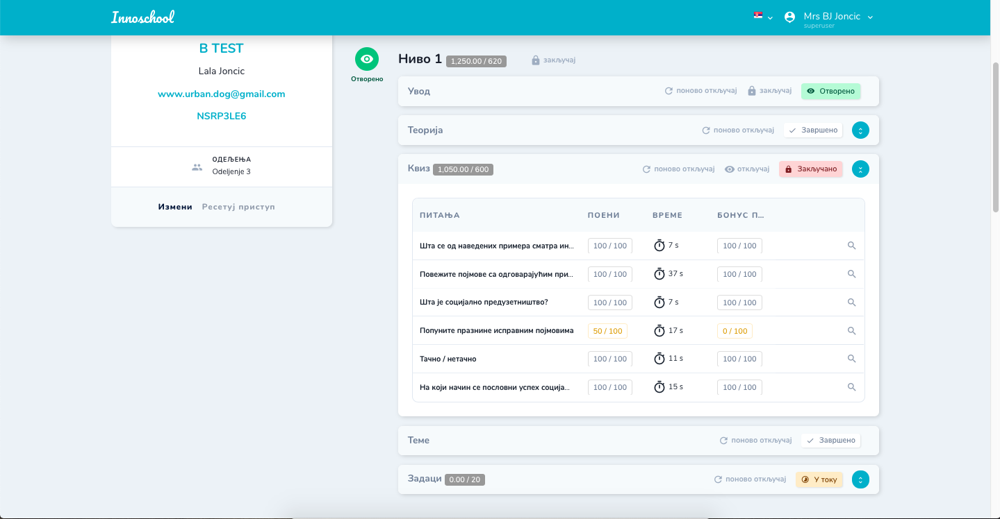 Innoschool
Mrs BJ Joncic
superuser
B TEST
Lala Joncic
www.urban.dog@gmail.com
NSRP3LE6
ОДЕЉЕЊА
Odeljenje 3
Измени Ресетуј приступ
Отворено
Ниво 1 1,250.00 / 620 закључај
Увод поново откључај закључај Отворено
Теорија поново откључај Завршено
Квиз 1,050.00 / 600 поново откључај откључај Закључано
ПИТАЊА ПОЕНИ ВРЕМЕ БОНУС П...
Шта се од наведених примера сматра ин... 100 / 100 7 s 100 / 100
Повежите појмове са одговарајућим при... 100 / 100 37 s 100 / 100
Шта је социјално предузетништво? 100 / 100 7 s 100 / 100
Попуните празнине исправним појмовима 50 / 100 17 s 0 / 100
Тачно / нетачно 100 / 100 11 s 100 / 100
На који начин се пословни успех соција... 100 / 100 15 s 100 / 100
Теме поново откључај Завршено
Задаци 0.00 / 20 поново откључај У току